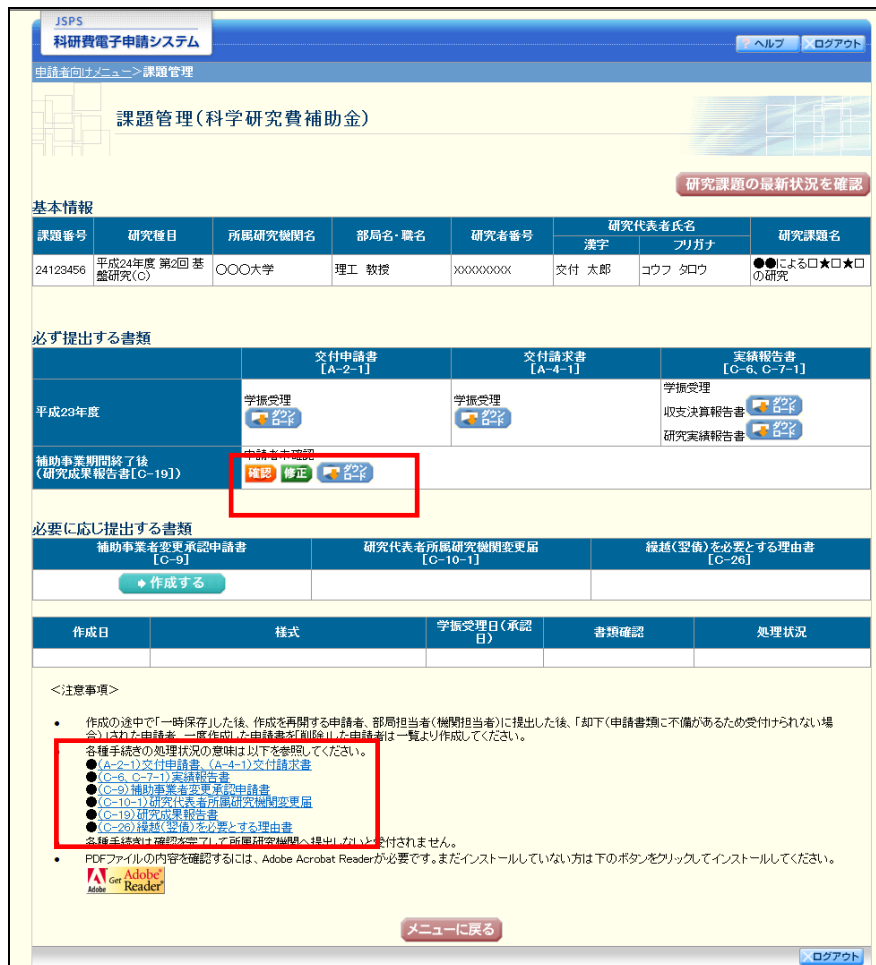 JSPS
科研費電子申請システム
? ヘルプ
×ログアウト
申請者向けメニュー>課題管理
課題管理(科学研究費補助金)
研究課題の最新状況を確認
基本情報
課題番号 研究種目 所属研究機関名 部局名・職名 研究者番号 研究代表者氏名 研究課題名
漢字 フリガナ
24123456 平成24年度 第2回 基盤研究(C) ○○○大学 理工 教授 XXXXXXXXX 交付 太郎 コウフ タロウ ●●による□★□★□の研究
必ず提出する書類
交付申請書 交付請求書 実績報告書
[A-2-1] [A-4-1] [C-6、C-7-1]
平成23年度
学振受理
ダウンロード
学振受理
ダウンロード
学振受理
収支決算報告書 ダウンロード
研究実績報告書 ダウンロード
補助事業期間終了後
(研究成果報告書[C-19])
申請者未確認
確認 修正 ダウンロード
必要に応じ提出する書類
補助事業者変更承認申請書 研究代表者所属研究機関変更届 繰越(翌債)を必要とする理由書
[C-9] [C-10-1] [C-26]
作成する
作成日 様式 学振受理日(承認日) 書類確認 処理状況
<注意事項>
• 作成の途中で「一時保存」した後、作成を再開する申請者、部局担当者(機関担当者)に提出した後、「却下(申請書類に不備があるため受付けられない場
合)」された申請者、一度作成した申請書を「削除」した申請者は一覧より作成してください。
各種手続きの処理状況の意味は以下を参照してください。
●(A-2-1)交付申請書、(A-4-1)交付請求書
●(C-6、C-7-1)実績報告書
●(C-9)補助事業者変更承認申請書
●(C-10-1)研究代表者所属研究機関変更届
●(C-19)研究成果報告書
●(C-26)繰越(翌債)を必要とする理由書
各種手続きは確認を完了して所属研究機関へ提出しないと受付されません。
• PDFファイルの内容を確認するには、Adobe Acrobat Readerが必要です。まだインストールしていない方は下のボタンをクリックしてインストールしてください。
Adobe Get Adobe® Reader®
メニューに戻る
×ログアウト